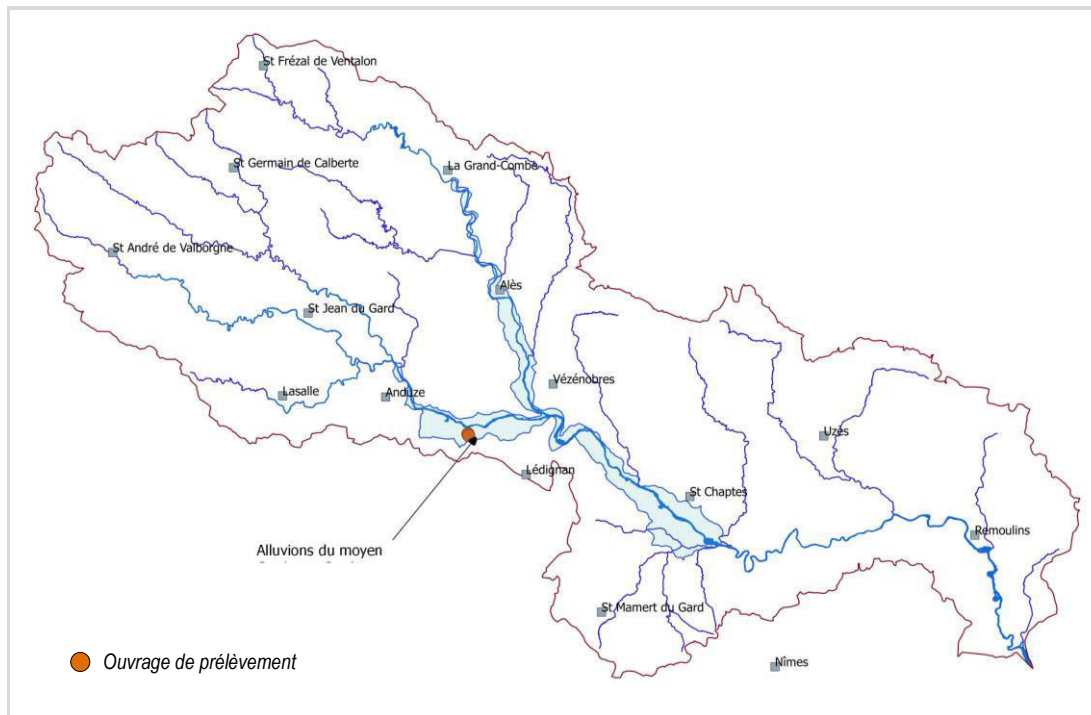 St Frézal de Ventalon
St Germain de Calberte
La Grand-Combe
St André de Valborgne
Alès
St Jean du Gard
Vézénobres
Lasalle
Anduze
Uzès
Lédignan
St Chaptes
Remoulins
Alluvions du moyen
St Mamert du Gard
Ouvrage de prélèvement
Nîmes